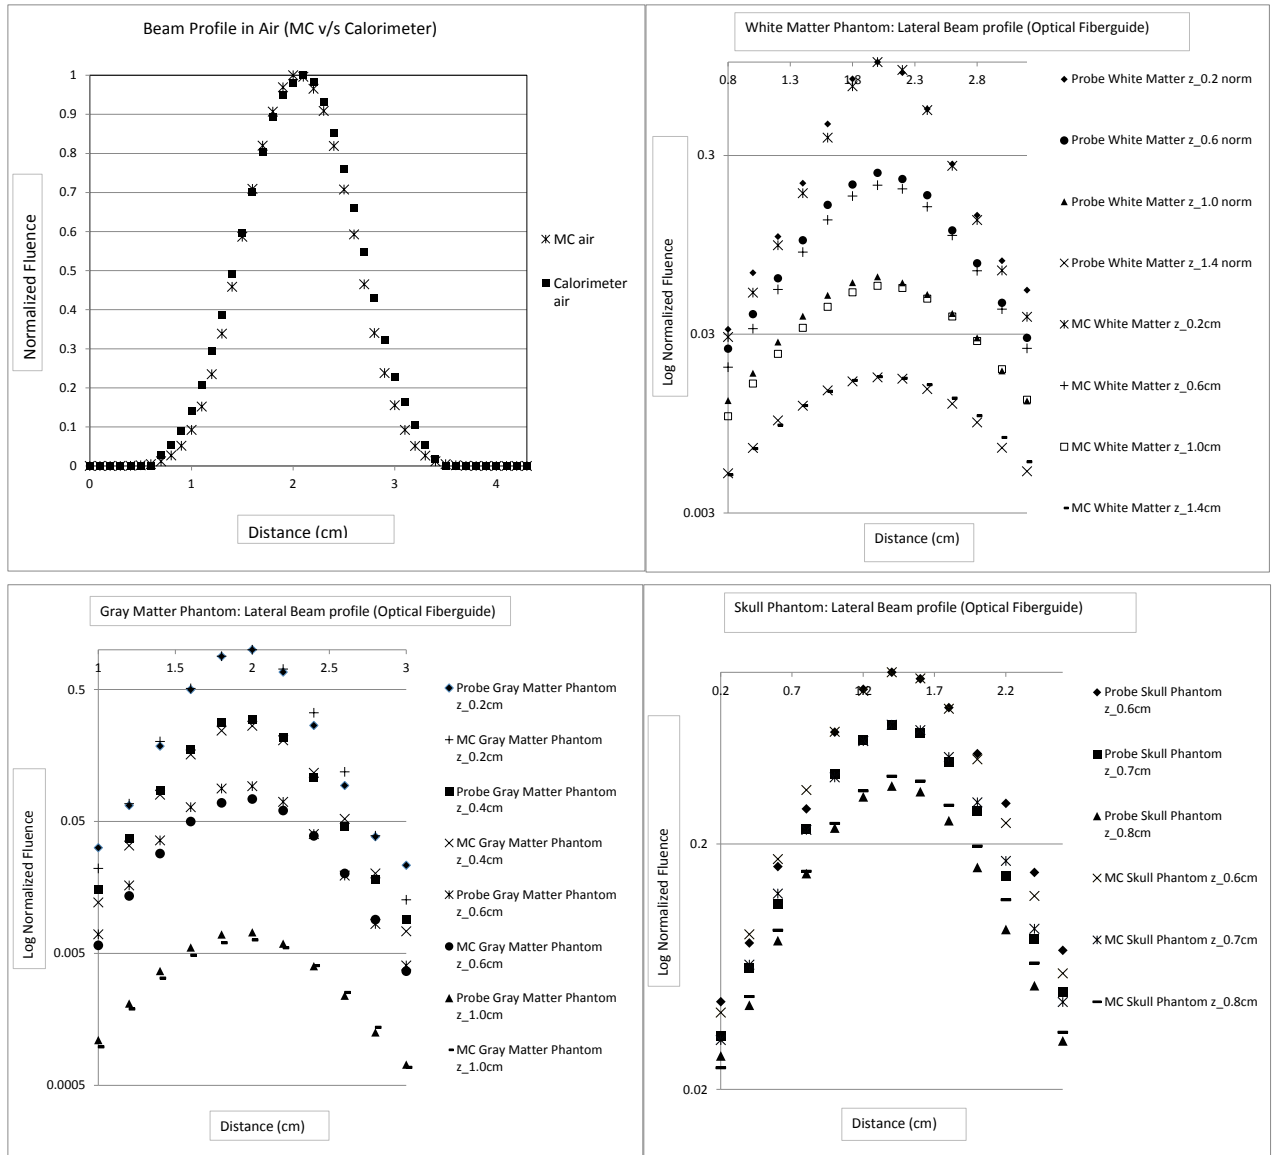 Beam Profile in Air (MC v/s Calorimeter)
1
0.9
0.8
0.7
0.6
0.5
0.4
0.3
0.2
0.1
0
0
1
2
3
4
Normalized Fluence
Distance (cm)
MC air
Calorimeter
air
White Matter Phantom: Lateral Beam profile (Optical Fiberguide)
0.8
1.3
1.8
2.3
2.8
0.3
0.03
0.003
Log Normalized Fluence
Distance (cm)
Probe White Matter z_0.2 norm
Probe White Matter z_0.6 norm
Probe White Matter z_1.0 norm
Probe White Matter z_1.4 norm
MC White Matter z_0.2cm
MC White Matter z_0.6cm
MC White Matter z_1.0cm
MC White Matter z_1.4cm
Gray Matter Phantom: Lateral Beam profile (Optical Fiberguide)
1
1.5
2
2.5
3
0.5
0.05
0.005
0.0005
Log Normalized Fluence
Distance (cm)
Probe Gray Matter Phantom
z_0.2cm
MC Gray Matter Phantom
z_0.2cm
Probe Gray Matter Phantom
z_0.4cm
MC Gray Matter Phantom
z_0.4cm
Probe Gray Matter Phantom
z_0.6cm
MC Gray Matter Phantom
z_0.6cm
Probe Gray Matter Phantom
z_1.0cm
MC Gray Matter Phantom
z_1.0cm
Skull Phantom: Lateral Beam profile (Optical Fiberguide)
0.2
0.7
1.2
1.7
2.2
0.2
0.02
Log Normalized Fluence
Distance (cm)
Probe Skull Phantom
z_0.6cm
Probe Skull Phantom
z_0.7cm
Probe Skull Phantom
z_0.8cm
MC Skull Phantom z_0.6cm
MC Skull Phantom z_0.7cm
MC Skull Phantom z_0.8cm